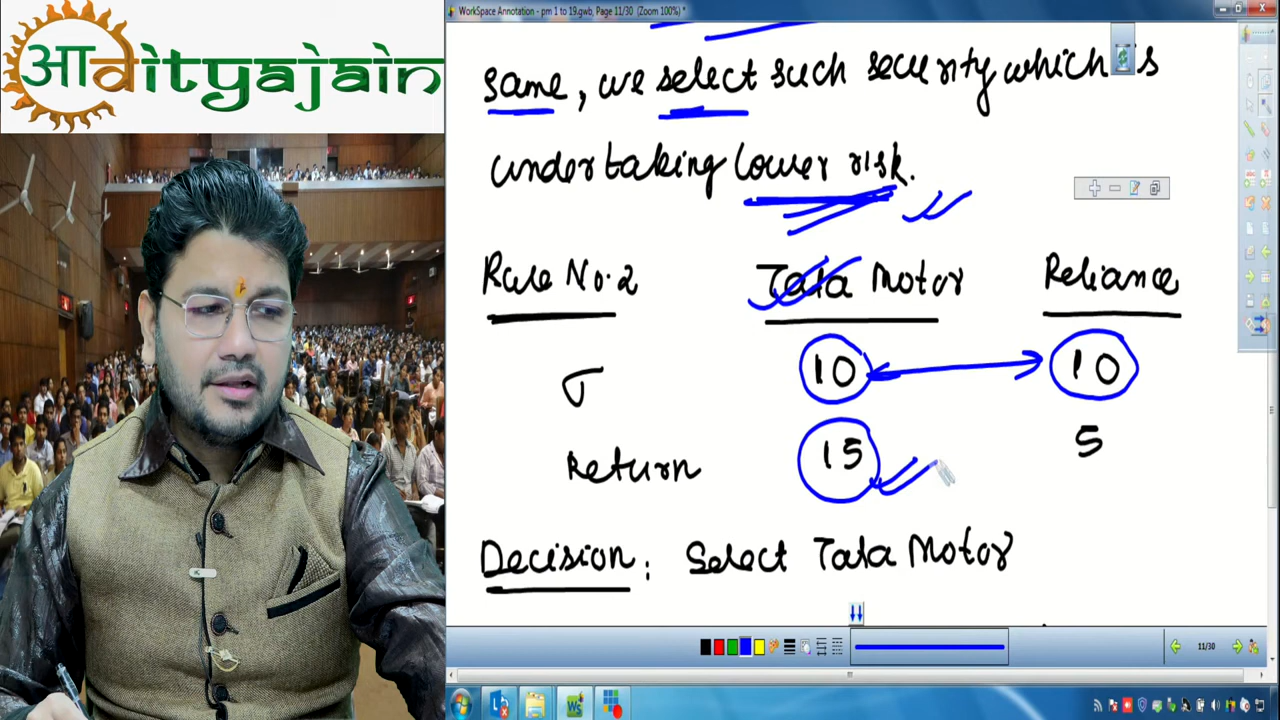 आdityajain
WorkSpace Annotation - pm 1 to 19.gwb, Page 11/30 (Zoom 100%) *
same, we select such security which is
undertaking lower risk.
Rule No.2 Tata Motor Reliance
σ 10 10
Return 15 5
Decision: Select Tata Motor
11/30